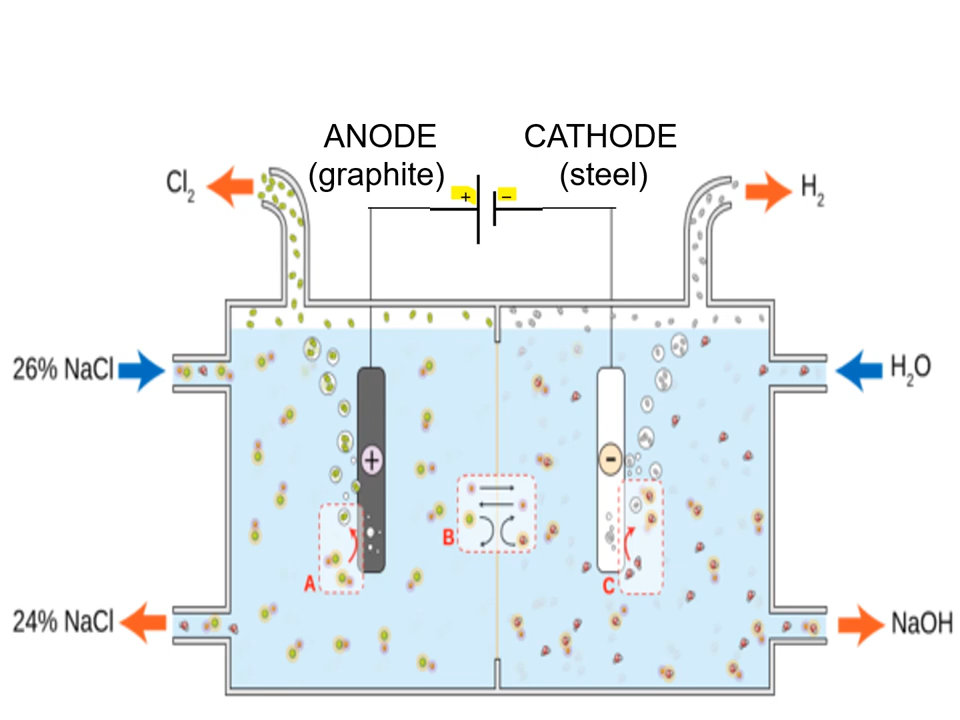 ANODE
(graphite)
CATHODE
(steel)
Cl2
+
−
H2
26% NaCl
H2O
+
−
B
A
C
24% NaCl
NaOH